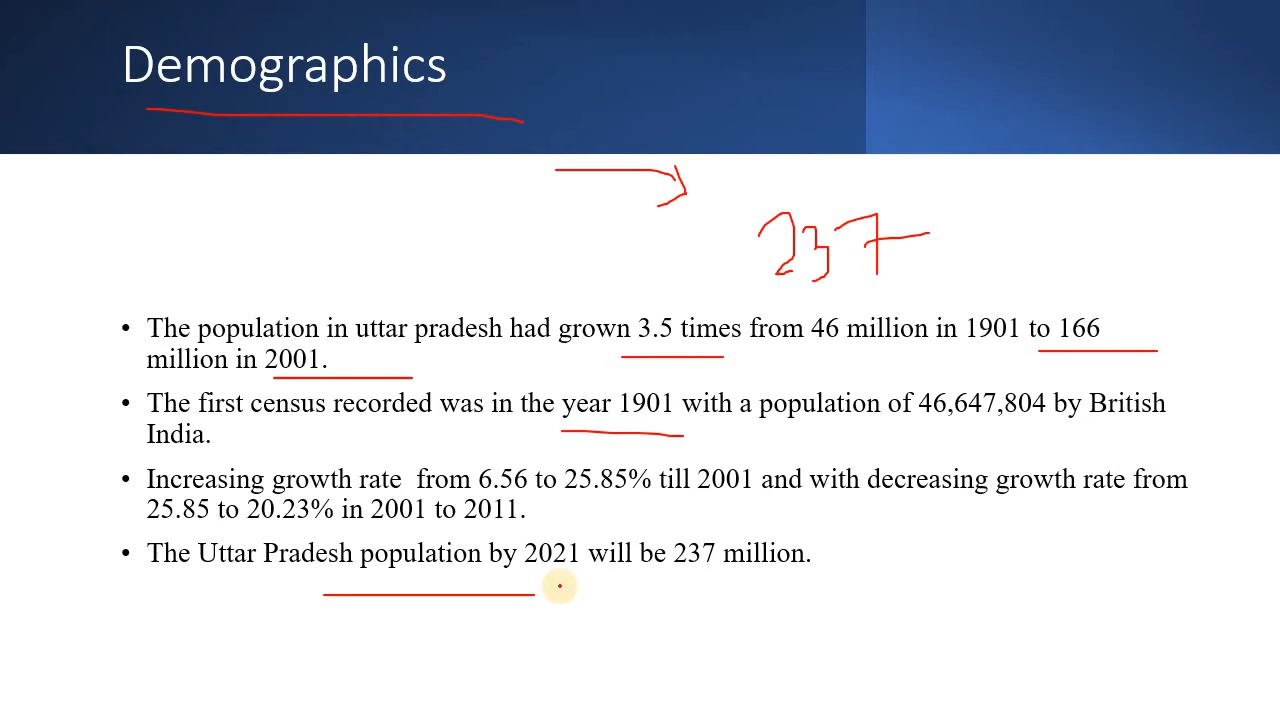 Demographics
237
• The population in uttar pradesh had grown 3.5 times from 46 million in 1901 to 166
million in 2001.
• The first census recorded was in the year 1901 with a population of 46,647,804 by British
India.
• Increasing growth rate  from 6.56 to 25.85% till 2001 and with decreasing growth rate from
25.85 to 20.23% in 2001 to 2011.
• The Uttar Pradesh population by 2021 will be 237 million.